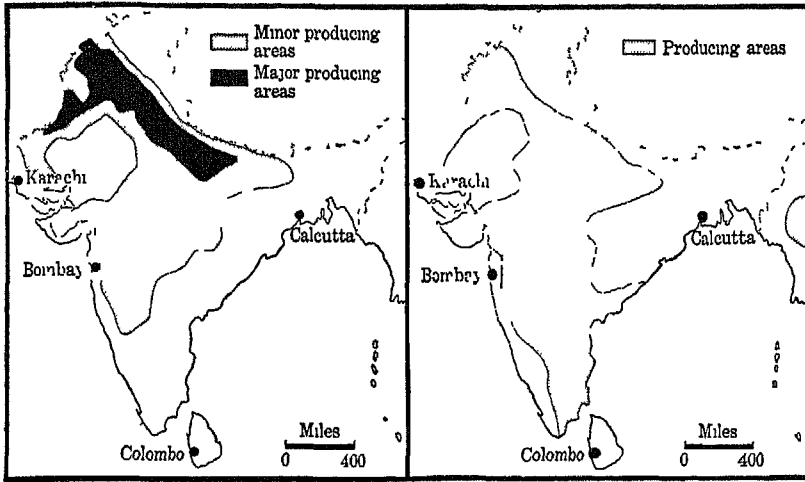 Minor producing
areas
Major producing
areas
Karachi
Calcutta
Bombay
Colombo
Miles
0 400
Producing areas
Karachi
Calcutta
Bombay
Colombo
Miles
0 400